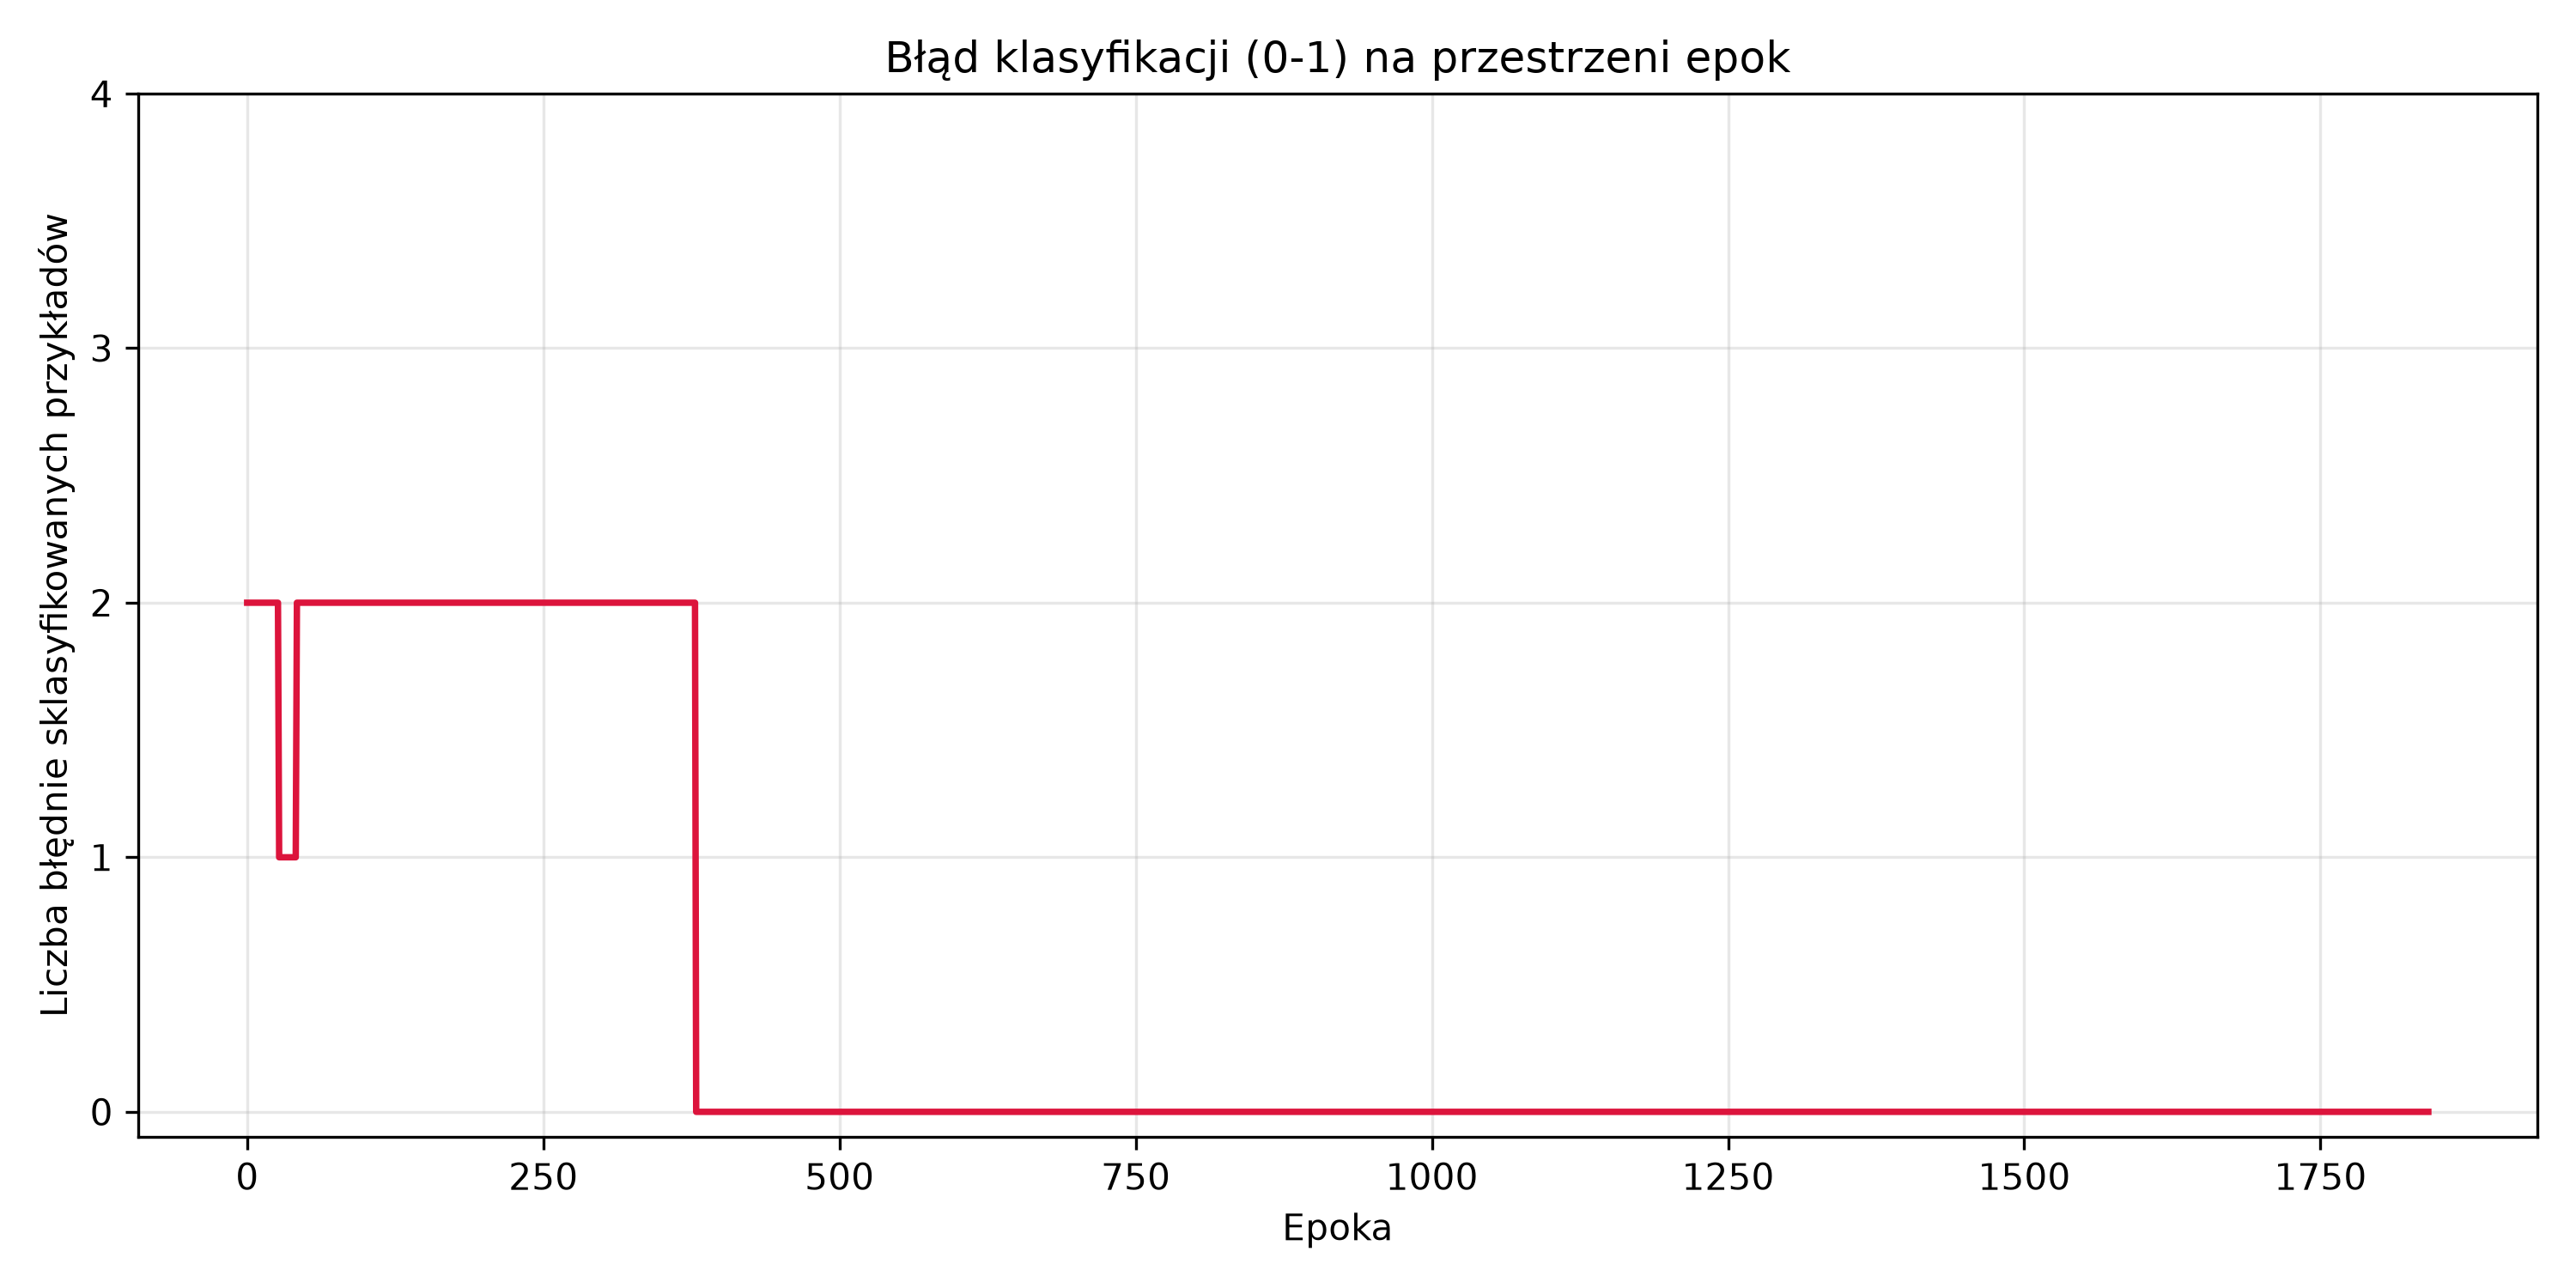 Błąd klasyfikacji (0-1) na przestrzeni epok
Liczba błędnie sklasyfikowanych przykładów
4
3
2
1
0
0 250 500 750 1000 1250 1500 1750
Epoka